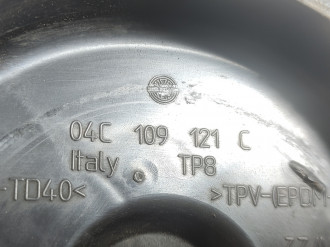 04C 109 121 C
Italy TP8
-TD40< >TPV-(EPDM